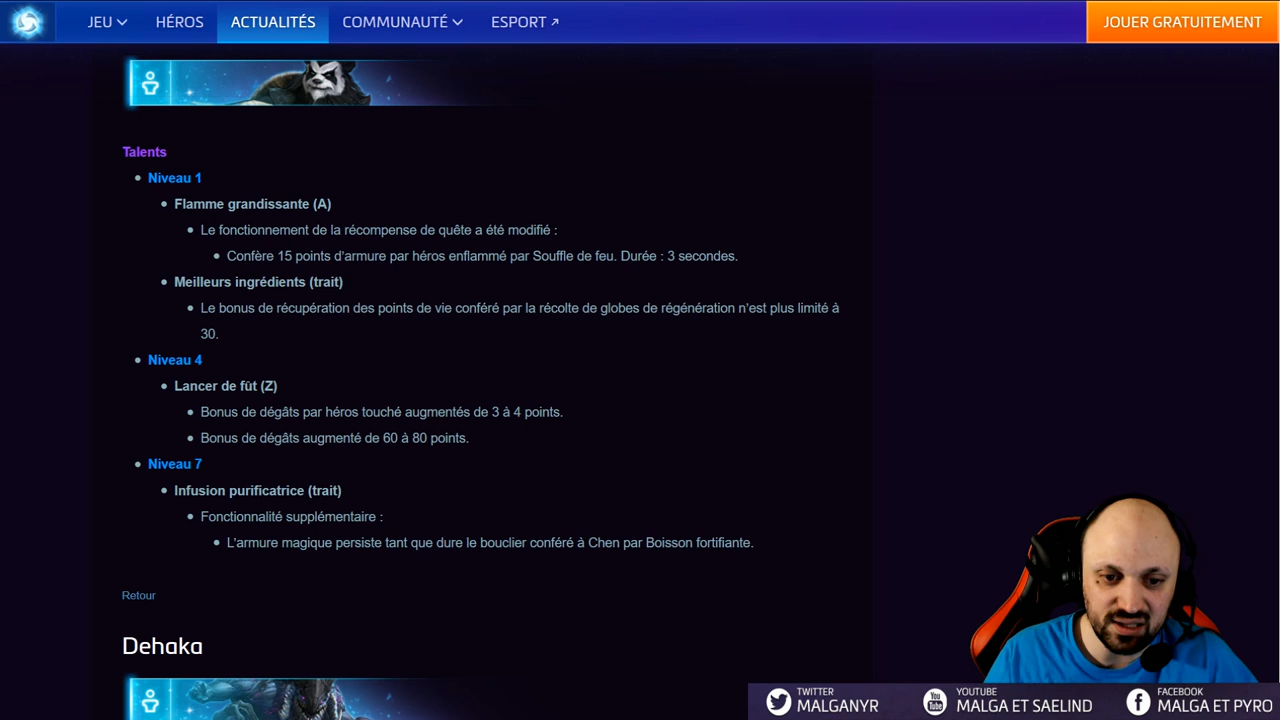 JEU HÉROS ACTUALITÉS COMMUNAUTÉ ESPORT ↗ JOUER GRATUITEMENT
Talents
Niveau 1
Flamme grandissante (A)
Le fonctionnement de la récompense de quête a été modifié :
Confère 15 points d'armure par héros enflammé par Souffle de feu. Durée : 3 secondes.
Meilleurs ingrédients (trait)
Le bonus de récupération des points de vie conféré par la récolte de globes de régénération n'est plus limité à
30.
Niveau 4
Lancer de fût (Z)
Bonus de dégâts par héros touché augmentés de 3 à 4 points.
Bonus de dégâts augmenté de 60 à 80 points.
Niveau 7
Infusion purificatrice (trait)
Fonctionnalité supplémentaire :
L'armure magique persiste tant que dure le bouclier conféré à Chen par Boisson fortifiante.
Retour
Dehaka
TWITTER
MALGANYR
You Tube
YOUTUBE
MALGA ET SAELIND
FACEBOOK
MALGA ET PYRO